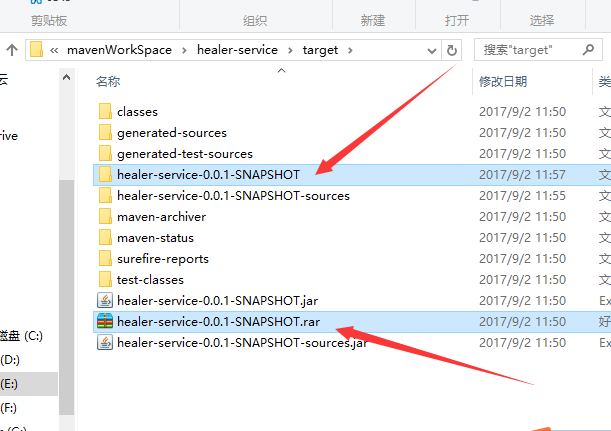 剪贴板 组织 新建 打开 选择
« mavenWorkSpace › healer-service › target › 搜索"target"
名称 修改日期 类
云
classes 2017/9/2 11:50 文
generated-sources 2017/9/2 11:50 文
rive generated-test-sources 2017/9/2 11:50 文
healer-service-0.0.1-SNAPSHOT 2017/9/2 11:57 文
healer-service-0.0.1-SNAPSHOT-sources 2017/9/2 11:55 文
maven-archiver 2017/9/2 11:50 文
maven-status 2017/9/2 11:50 文
surefire-reports 2017/9/2 11:50 文
test-classes 2017/9/2 11:50 文
healer-service-0.0.1-SNAPSHOT.jar 2017/9/2 11:50 Ex
healer-service-0.0.1-SNAPSHOT.rar 2017/9/2 11:50 好
磁盘 (C:) healer-service-0.0.1-SNAPSHOT-sources.jar 2017/9/2 11:50 Ex
(D:)
(E:)
(F:)